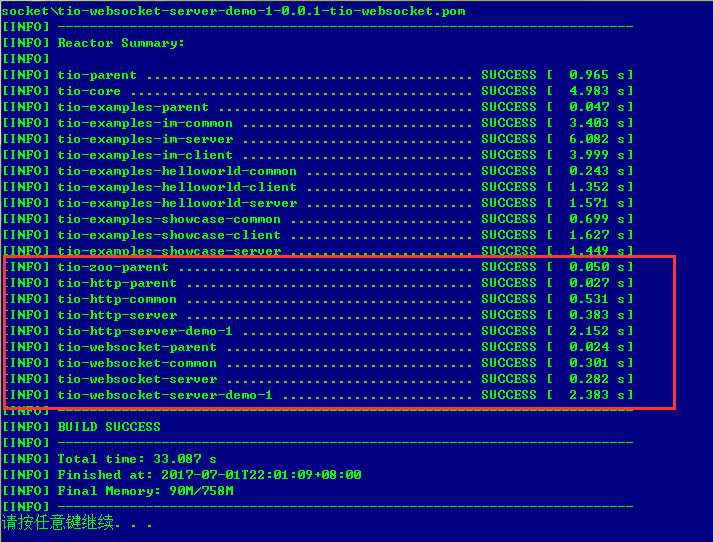 socket\tio-websocket-server-demo-1-0.0.1-tio-websocket.pom
[INFO] ------------------------------------------------------------------------
[INFO] Reactor Summary:
[INFO]
[INFO] tio-parent ......................................... SUCCESS [  0.965 s]
[INFO] tio-core ........................................... SUCCESS [  4.983 s]
[INFO] tio-examples-parent ................................ SUCCESS [  0.047 s]
[INFO] tio-examples-im-common ............................. SUCCESS [  3.403 s]
[INFO] tio-examples-im-server ............................. SUCCESS [  6.082 s]
[INFO] tio-examples-im-client ............................. SUCCESS [  3.999 s]
[INFO] tio-examples-helloworld-common ..................... SUCCESS [  0.243 s]
[INFO] tio-examples-helloworld-client ..................... SUCCESS [  1.352 s]
[INFO] tio-examples-helloworld-server ..................... SUCCESS [  1.571 s]
[INFO] tio-examples-showcase-common ....................... SUCCESS [  0.699 s]
[INFO] tio-examples-showcase-client ....................... SUCCESS [  1.627 s]
[INFO] tio-examples-showcase-server ....................... SUCCESS [  1.449 s]
[INFO] tio-zoo-parent ..................................... SUCCESS [  0.050 s]
[INFO] tio-http-parent .................................... SUCCESS [  0.027 s]
[INFO] tio-http-common .................................... SUCCESS [  0.531 s]
[INFO] tio-http-server .................................... SUCCESS [  0.383 s]
[INFO] tio-http-server-demo-1 ............................. SUCCESS [  2.152 s]
[INFO] tio-websocket-parent ............................... SUCCESS [  0.024 s]
[INFO] tio-websocket-common ............................... SUCCESS [  0.301 s]
[INFO] tio-websocket-server ............................... SUCCESS [  0.282 s]
[INFO] tio-websocket-server-demo-1 ........................ SUCCESS [  2.383 s]
[INFO] ------------------------------------------------------------------------
[INFO] BUILD SUCCESS
[INFO] ------------------------------------------------------------------------
[INFO] Total time: 33.087 s
[INFO] Finished at: 2017-07-01T22:01:09+08:00
[INFO] Final Memory: 90M/758M
[INFO] ------------------------------------------------------------------------
请按任意键继续. . .